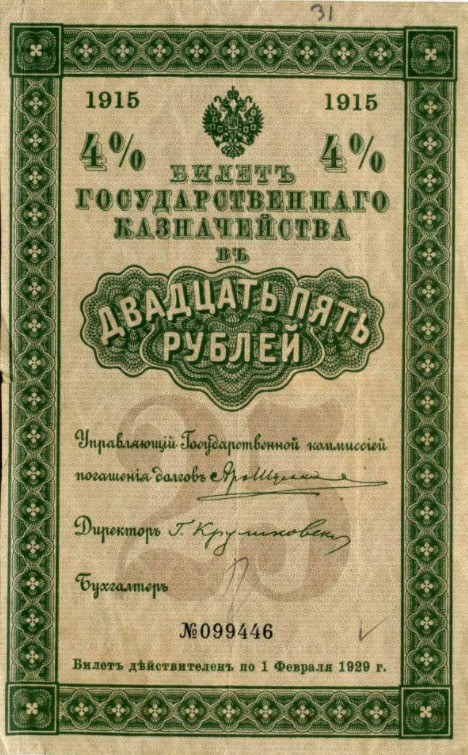 31
1915 1915
4% 4%
БИЛЕТЪ
ГОСУДАРСТВЕННАГО
КАЗНАЧЕЙСТВА
ВЪ
ДВАДЦАТЬ ПЯТЬ
РУБЛЕЙ
25
Управляющій Государственной коммиссіей
погашенія долговъ
Директоръ Г. Крушковски
Бухгалтеръ
№099446
Билетъ дѣйствителенъ по 1 Февраля 1929 г.